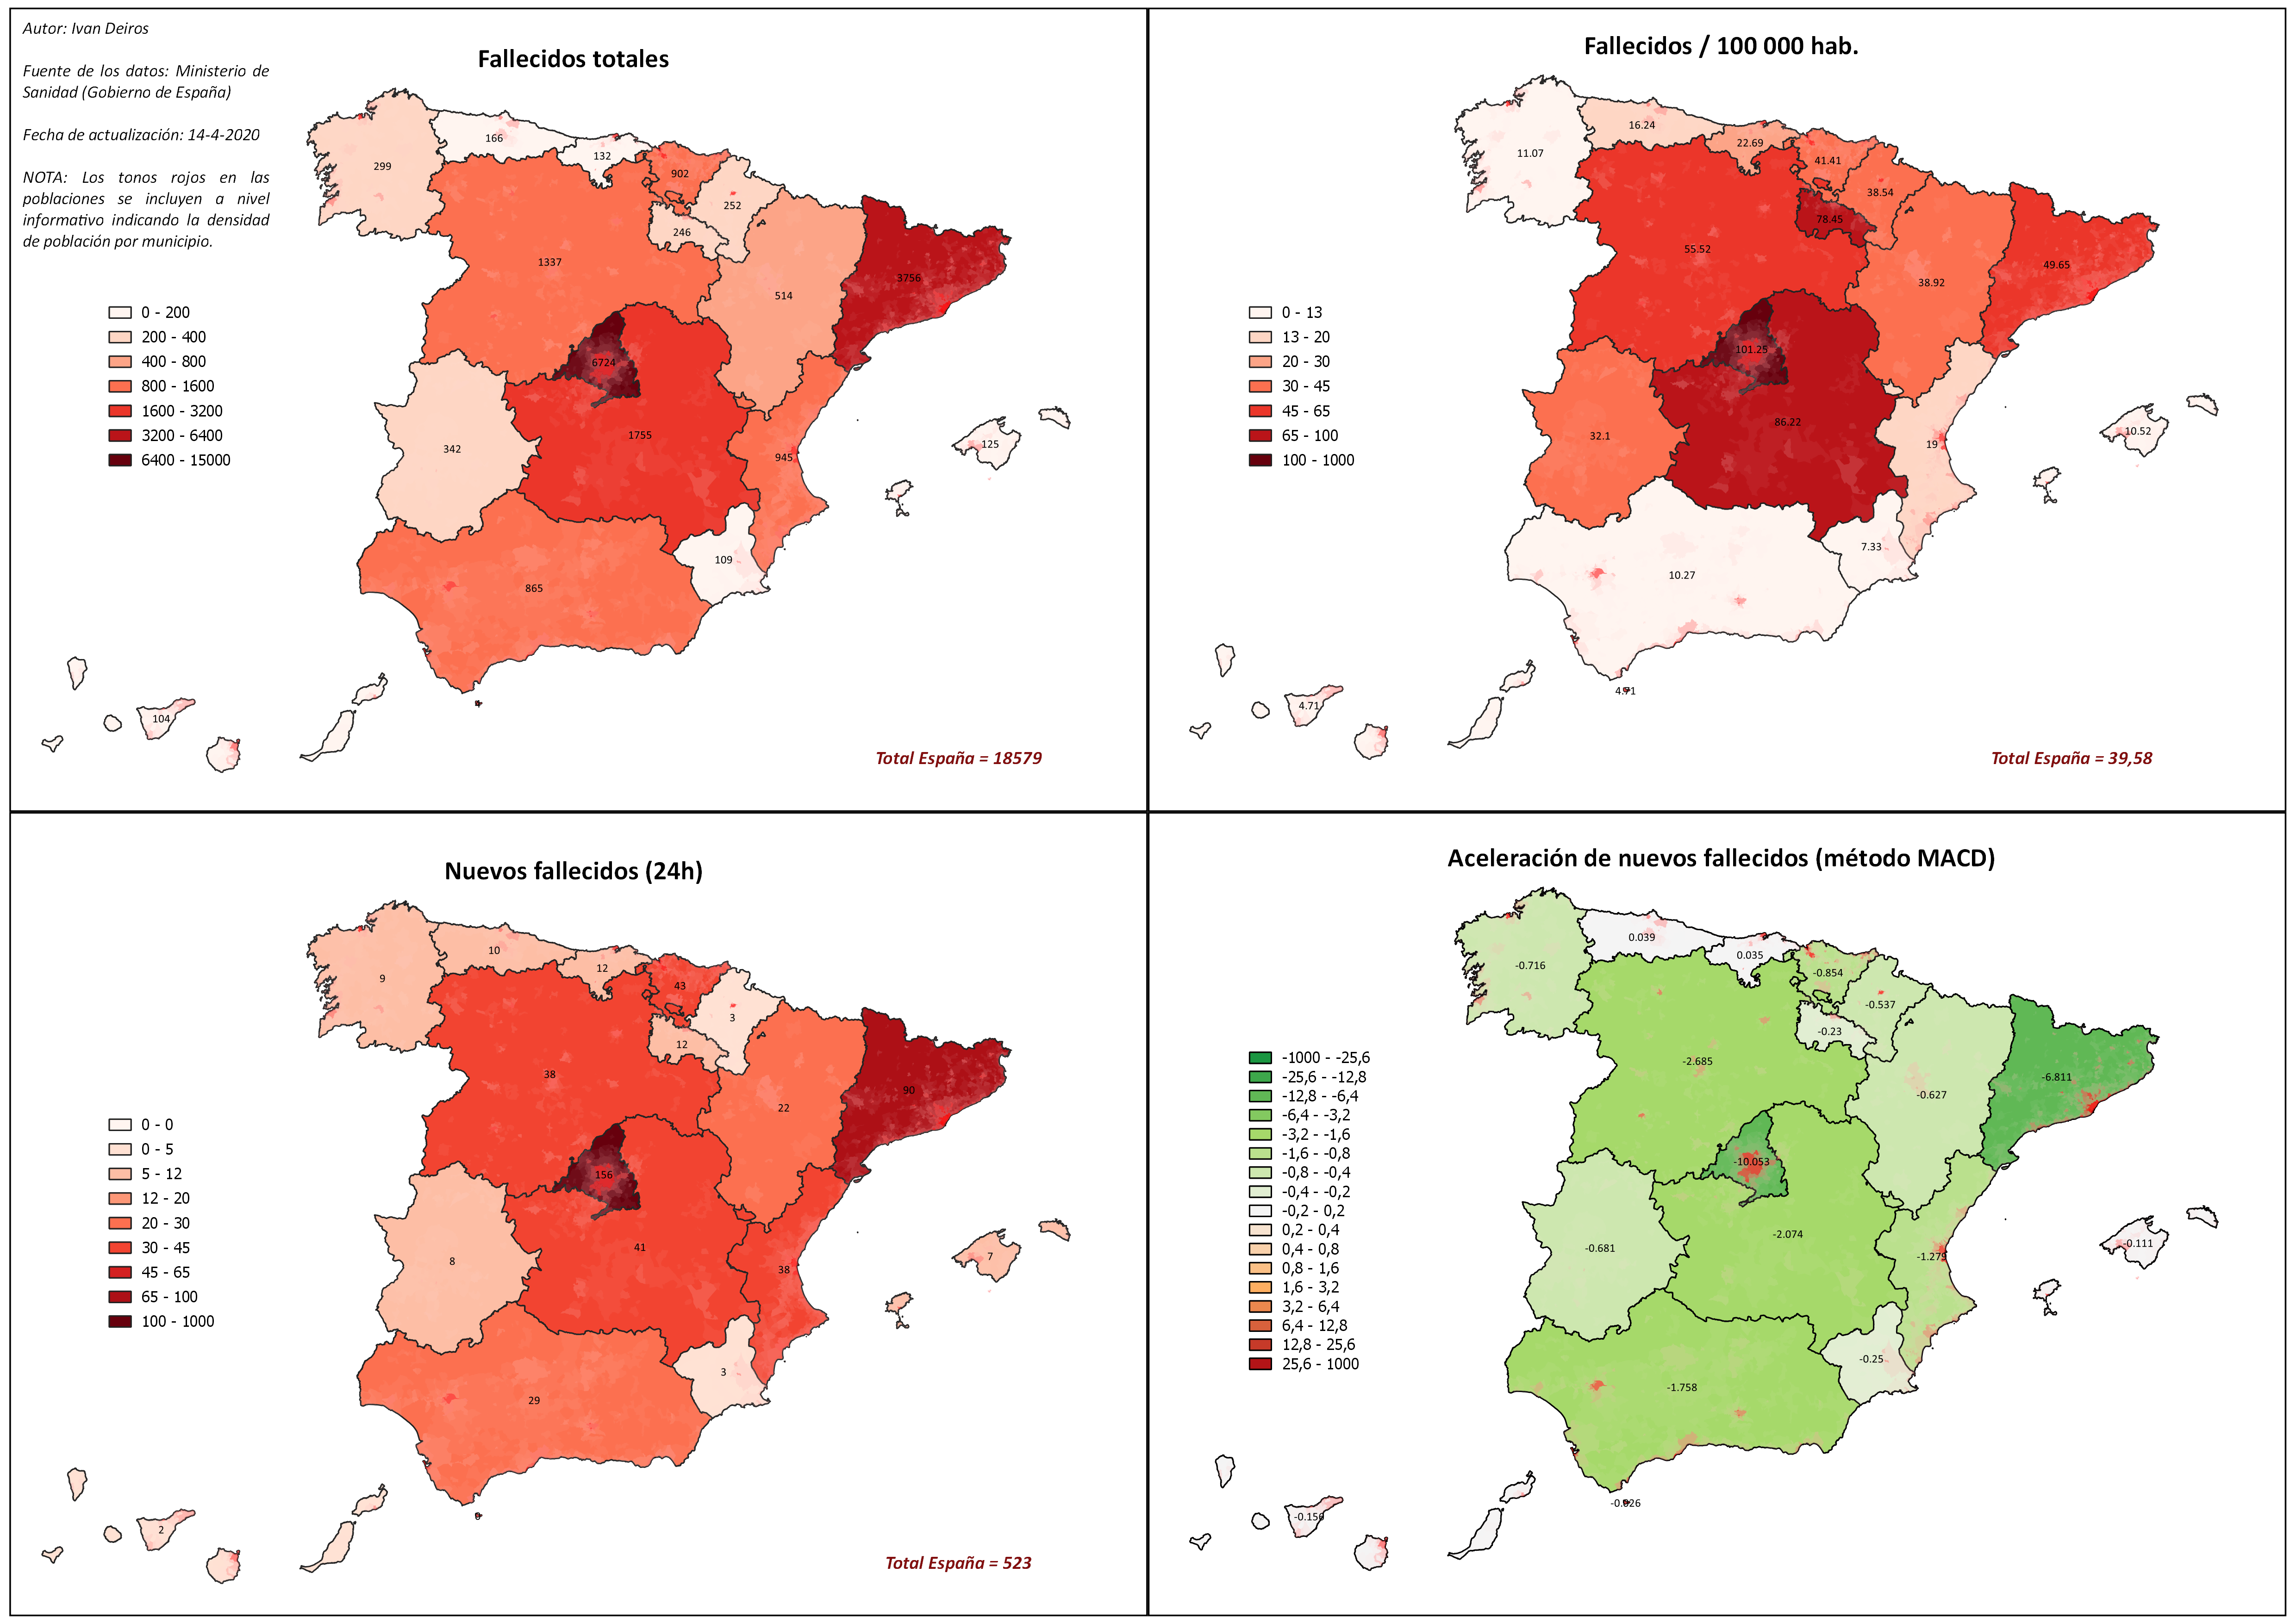 Autor: Ivan Deiros
Fuente de los datos: Ministerio de
Sanidad (Gobierno de España)
Fecha de actualización: 14-4-2020
NOTA: Los tonos rojos en las
poblaciones se incluyen a nivel
informativo indicando la densidad
de población por municipio.
Fallecidos totales
0 - 200
200 - 400
400 - 800
800 - 1600
1600 - 3200
3200 - 6400
6400 - 15000
299
166
132
902
252
246
1337
514
3756
6724
1755
342
945
125
109
865
104
Total España = 18579
Fallecidos / 100 000 hab.
0 - 13
13 - 20
20 - 30
30 - 45
45 - 65
65 - 100
100 - 1000
11.07
16.24
22.69
41.41
38.54
78.45
55.52
38.92
49.65
101.25
86.22
32.1
19
10.52
7.33
10.27
4.71
4.71
Total España = 39,58
Nuevos fallecidos (24h)
0 - 0
0 - 5
5 - 12
12 - 20
20 - 30
30 - 45
45 - 65
65 - 100
100 - 1000
9
10
12
43
3
12
38
22
90
156
41
8
38
7
3
29
2
0
Total España = 523
Aceleración de nuevos fallecidos (método MACD)
-1000 - -25,6
-25,6 - -12,8
-12,8 - -6,4
-6,4 - -3,2
-3,2 - -1,6
-1,6 - -0,8
-0,8 - -0,4
-0,4 - -0,2
-0,2 - 0,2
0,2 - 0,4
0,4 - 0,8
0,8 - 1,6
1,6 - 3,2
3,2 - 6,4
6,4 - 12,8
12,8 - 25,6
25,6 - 1000
-0.716
0.039
0.035
-0.854
-0.537
-0.23
-2.685
-0.627
-6.811
-10.053
-2.074
-0.681
-1.279
-0.111
-0.25
-1.758
-0.156
-0.026